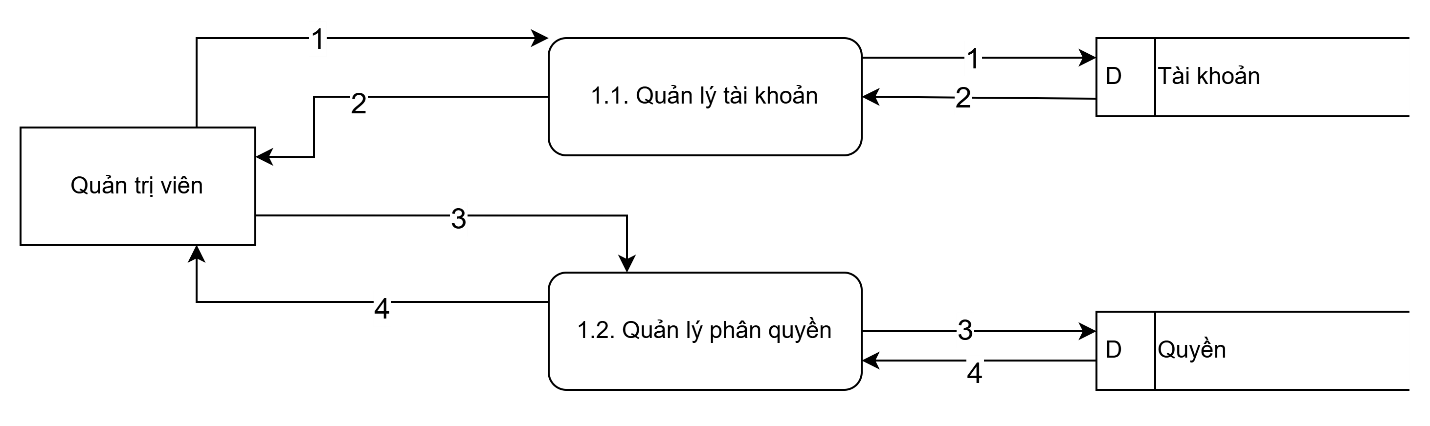 1
1.1. Quản lý tài khoản
1
D
Tài khoản
2
2
Quản trị viên
3
4
1.2. Quản lý phân quyền
3
D
Quyền
4